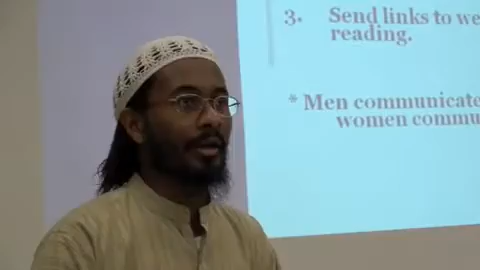 3. Send links to we
reading.
* Men communicate
women commu